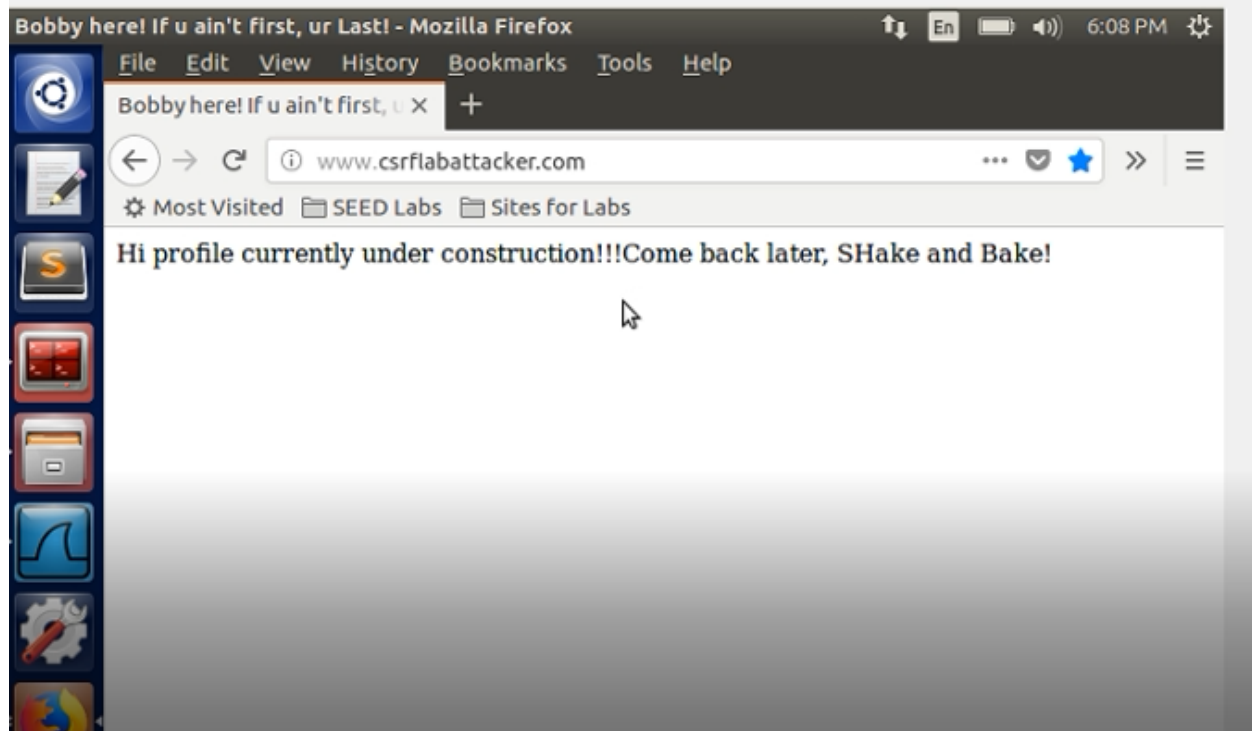 Bobby here! If u ain't first, ur Last! - Mozilla Firefox En 6:08 PM
File Edit View History Bookmarks Tools Help
Bobby here! If u ain't first, u
www.csrflabattacker.com
Most Visited SEED Labs Sites for Labs
Hi profile currently under construction!!!Come back later, SHake and Bake!